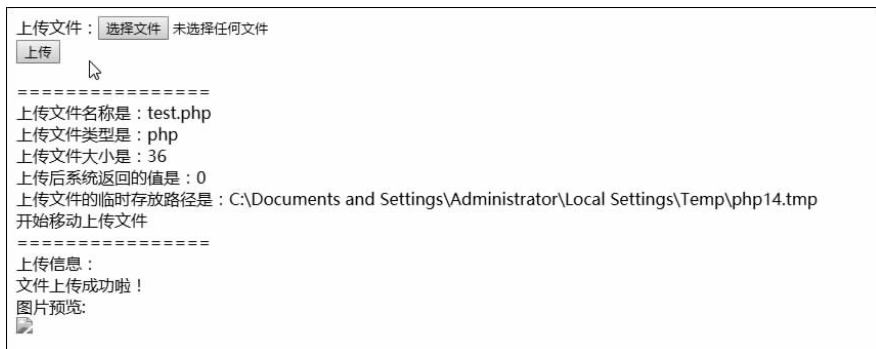 上传文件：选择文件 未选择任何文件
上传
================
上传文件名称是：test.php
上传文件类型是：php
上传文件大小是：36
上传后系统返回的值是：0
上传文件的临时存放路径是：C:\Documents and Settings\Administrator\Local Settings\Temp\php14.tmp
开始移动上传文件
================
上传信息：
文件上传成功啦！
图片预览: